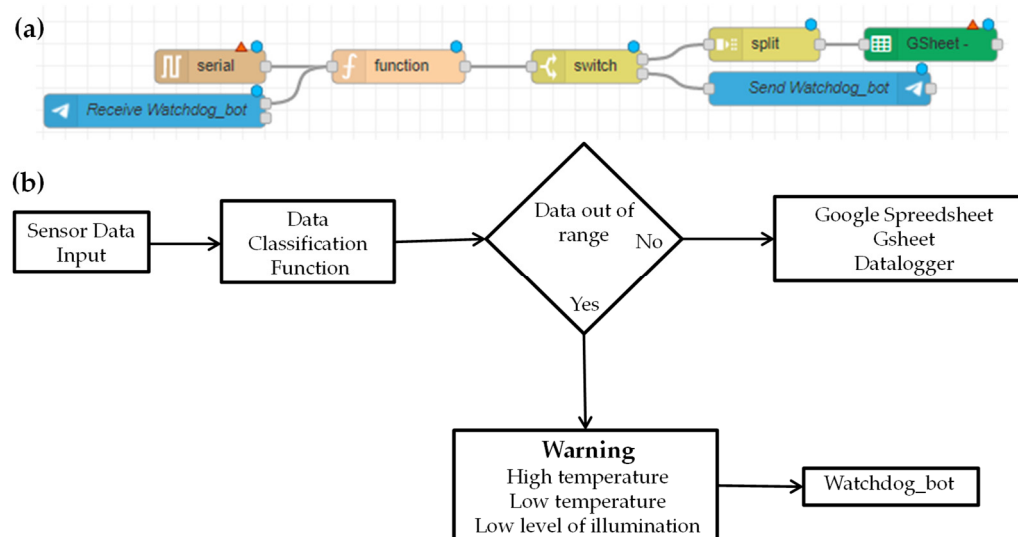 (a)
serial
function
switch
split
GSheet -
Receive Watchdog_bot
Send Watchdog_bot
(b)
Sensor Data
Input
Data
Classification
Function
Data out of
range
No
Yes
Google Spreedsheet
Gsheet
Datalogger
Warning
High temperature
Low temperature
Low level of illumination
Watchdog_bot